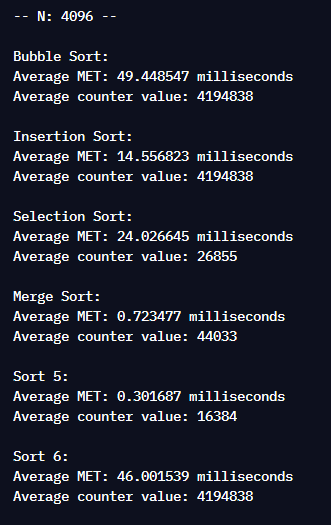 -- N: 4096 --
Bubble Sort:
Average MET: 49.448547 milliseconds
Average counter value: 4194838
Insertion Sort:
Average MET: 14.556823 milliseconds
Average counter value: 4194838
Selection Sort:
Average MET: 24.026645 milliseconds
Average counter value: 26855
Merge Sort:
Average MET: 0.723477 milliseconds
Average counter value: 44033
Sort 5:
Average MET: 0.301687 milliseconds
Average counter value: 16384
Sort 6:
Average MET: 46.001539 milliseconds
Average counter value: 4194838